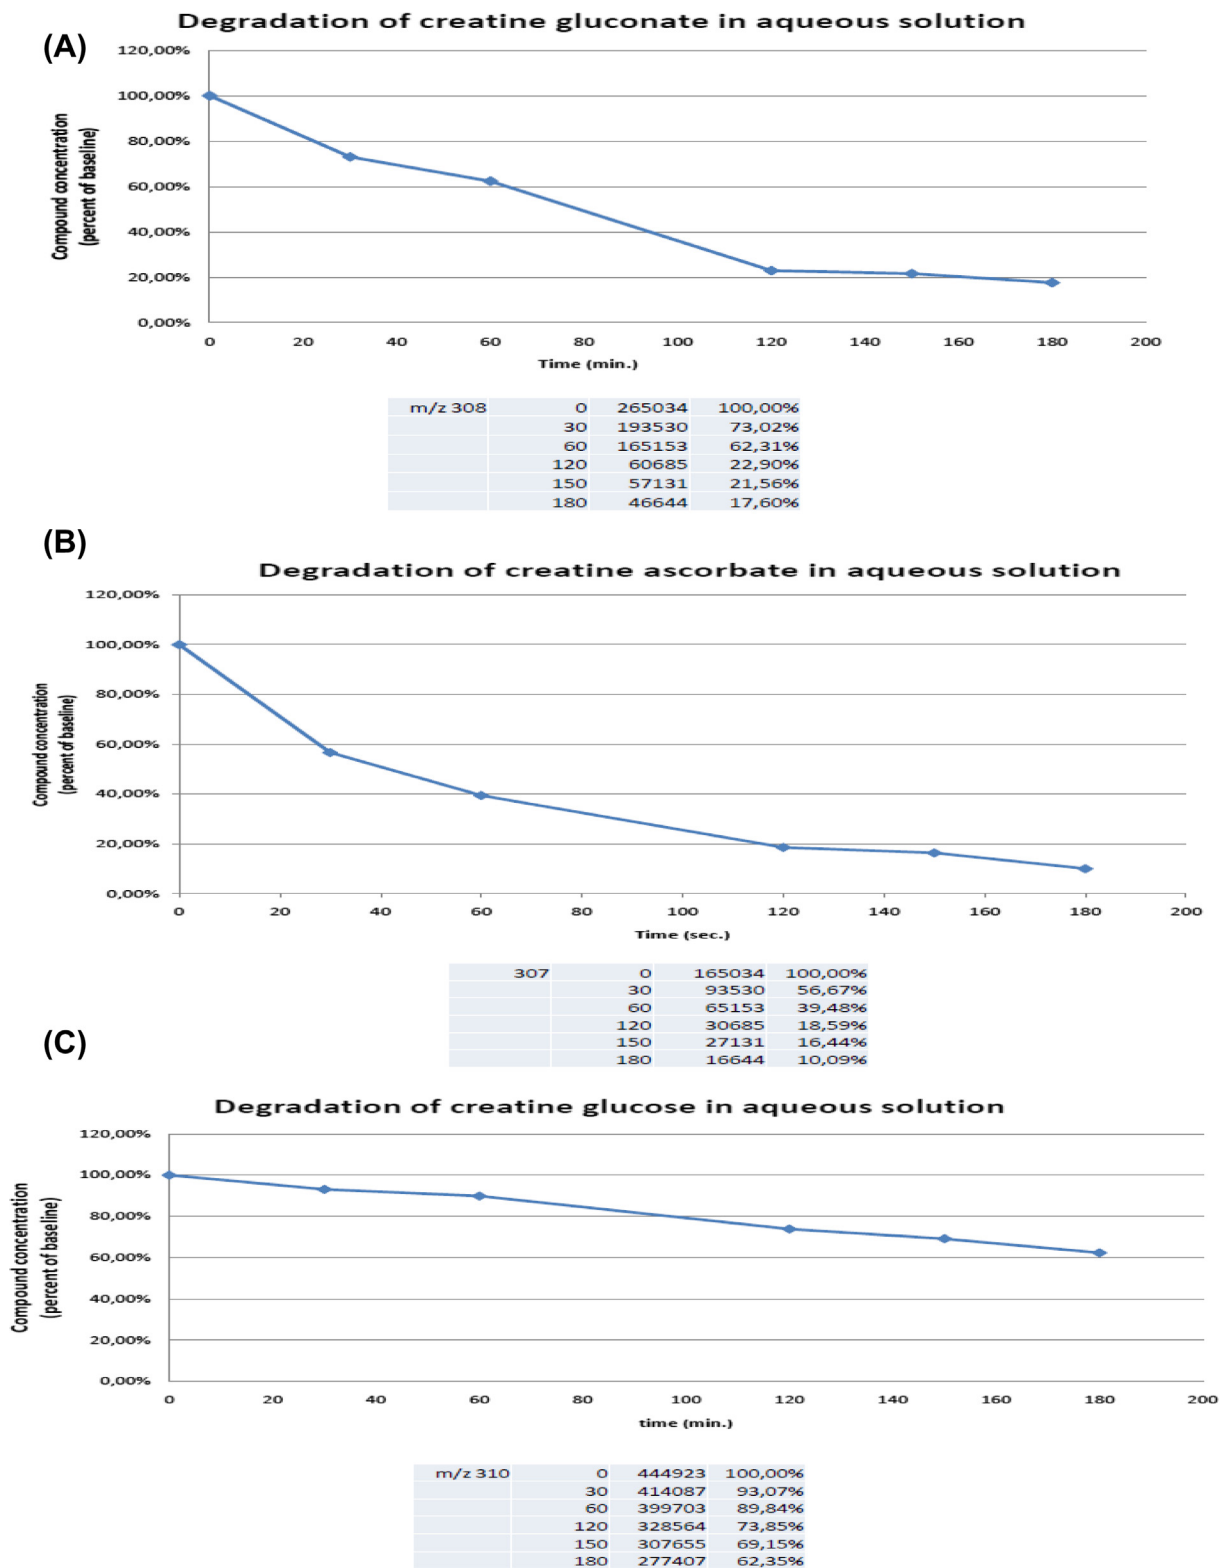 Degradation of creatine gluconate in aqueous solution
(A)
120,00%
100,00%
80,00%
60,00%
40,00%
20,00%
0,00%
Compound concentration
(percent of baseline)
0 20 40 60 80 100 120 140 160 180 200
Time (min.)
m/z 308 0 265034 100,00%
30 193530 73,02%
60 165153 62,31%
120 60685 22,90%
150 57131 21,56%
180 46644 17,60%
(B)
Degradation of creatine ascorbate in aqueous solution
120,00%
100,00%
80,00%
60,00%
40,00%
20,00%
0,00%
Compound concentration
(percent of baseline)
0 20 40 60 80 100 120 140 160 180 200
Time (sec.)
307 0 165034 100,00%
30 93530 56,67%
60 65153 39,48%
120 30685 18,59%
150 27131 16,44%
180 16644 10,09%
(C)
Degradation of creatine glucose in aqueous solution
120,00%
100,00%
80,00%
60,00%
40,00%
20,00%
0,00%
Compound concentration
(percent of baseline)
0 20 40 60 80 100 120 140 160 180 200
time (min.)
m/z 310 0 444923 100,00%
30 414087 93,07%
60 399703 89,84%
120 328564 73,85%
150 307655 69,15%
180 277407 62,35%